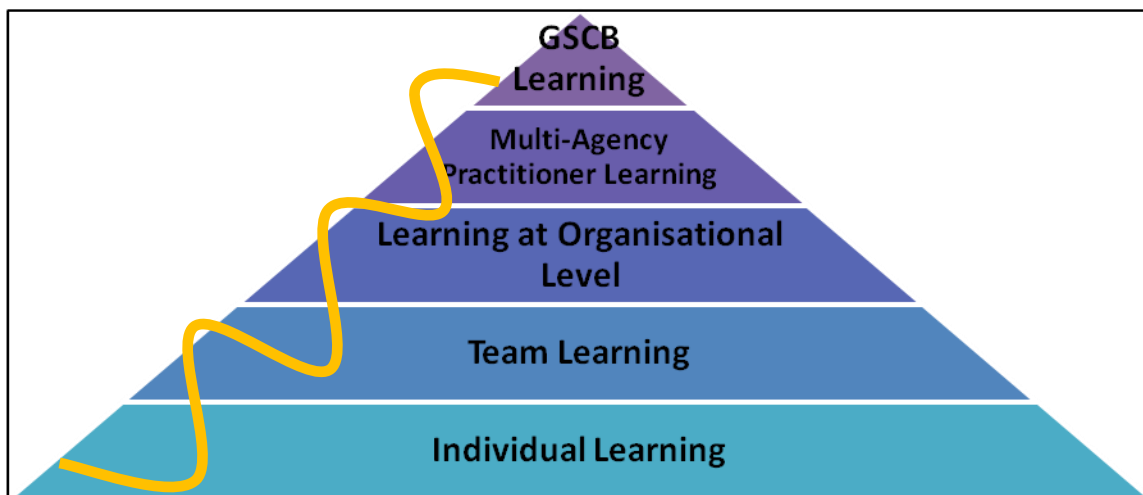 GSCB
Learning
Multi-Agency
Practitioner Learning
Learning at Organisational
Level
Team Learning
Individual Learning